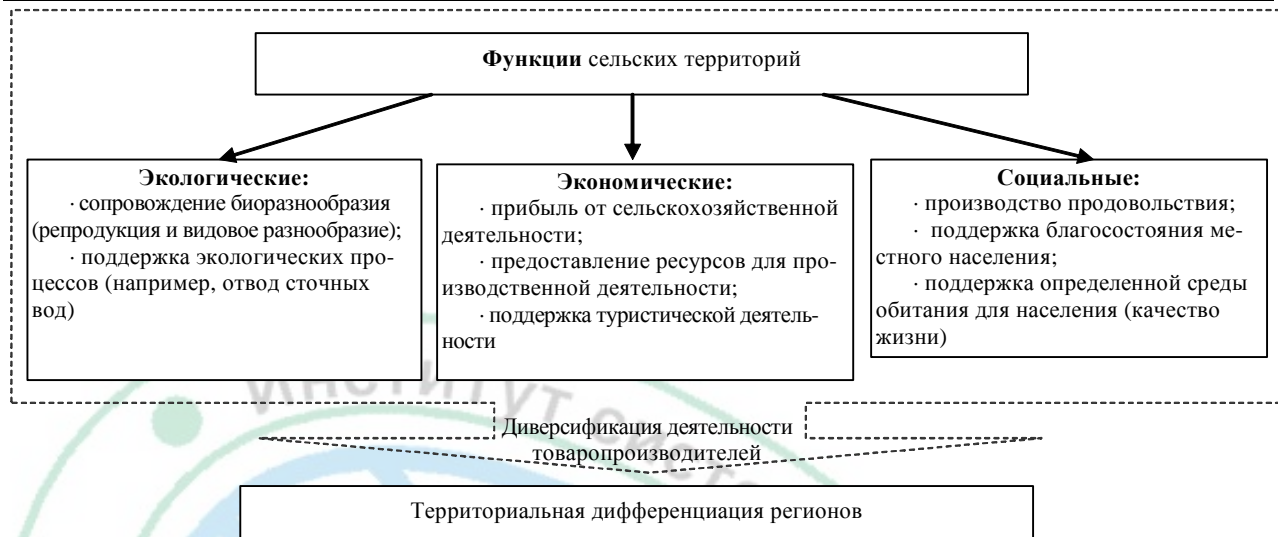 Функции сельских территорий
Экологические:
· сопровождение биоразнообразия
(репродукция и видовое разнообразие);
· поддержка экологических про-
цессов (например, отвод сточных
вод)
Экономические:
· прибыль от сельскохозяйственной
деятельности;
· предоставление ресурсов для про-
изводственной деятельности;
· поддержка туристической деятель-
ности
Социальные:
· производство продовольствия;
· поддержка благосостояния ме-
стного населения;
· поддержка определенной среды
обитания для населения (качество
жизни)
Институт систе
Диверсификация деятельности
товаропроизводителей
Территориальная дифференциация регионов